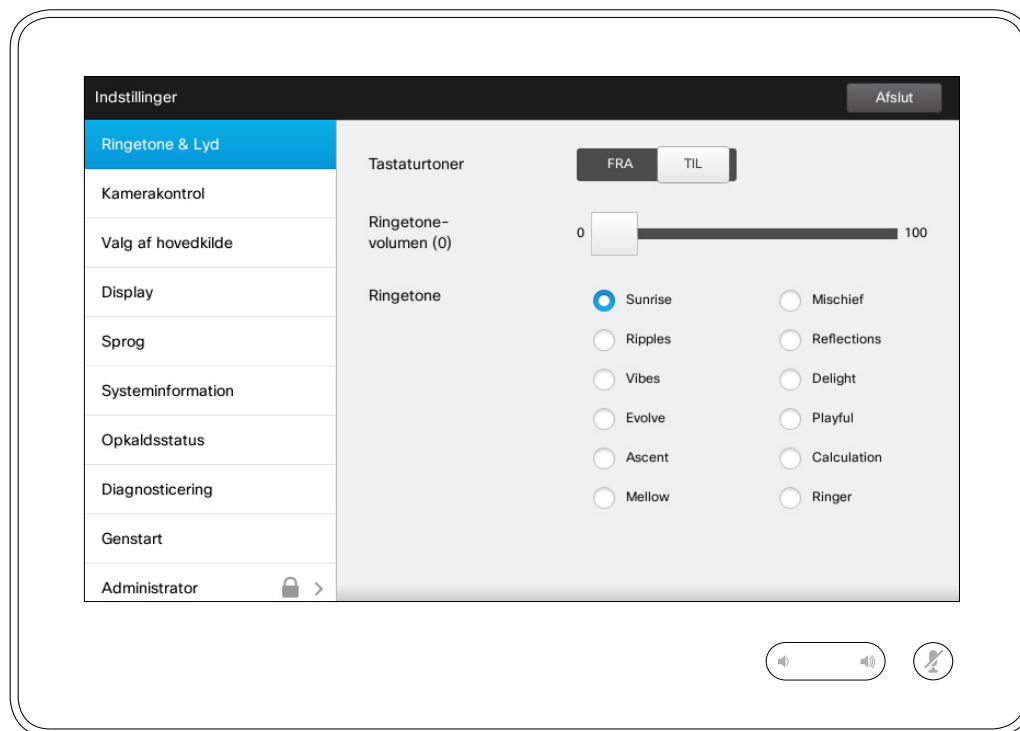 Indstillinger
Afslut
Ringetone & Lyd
Kamerakontrol
Valg af hovedkilde
Display
Sprog
Systeminformation
Opkaldsstatus
Diagnosticering
Genstart
Administrator
Tastaturtoner
FRA TIL
Ringetone-
volumen (0)
0 100
Ringetone
Sunrise Mischief
Ripples Reflections
Vibes Delight
Evolve Playful
Ascent Calculation
Mellow Ringer